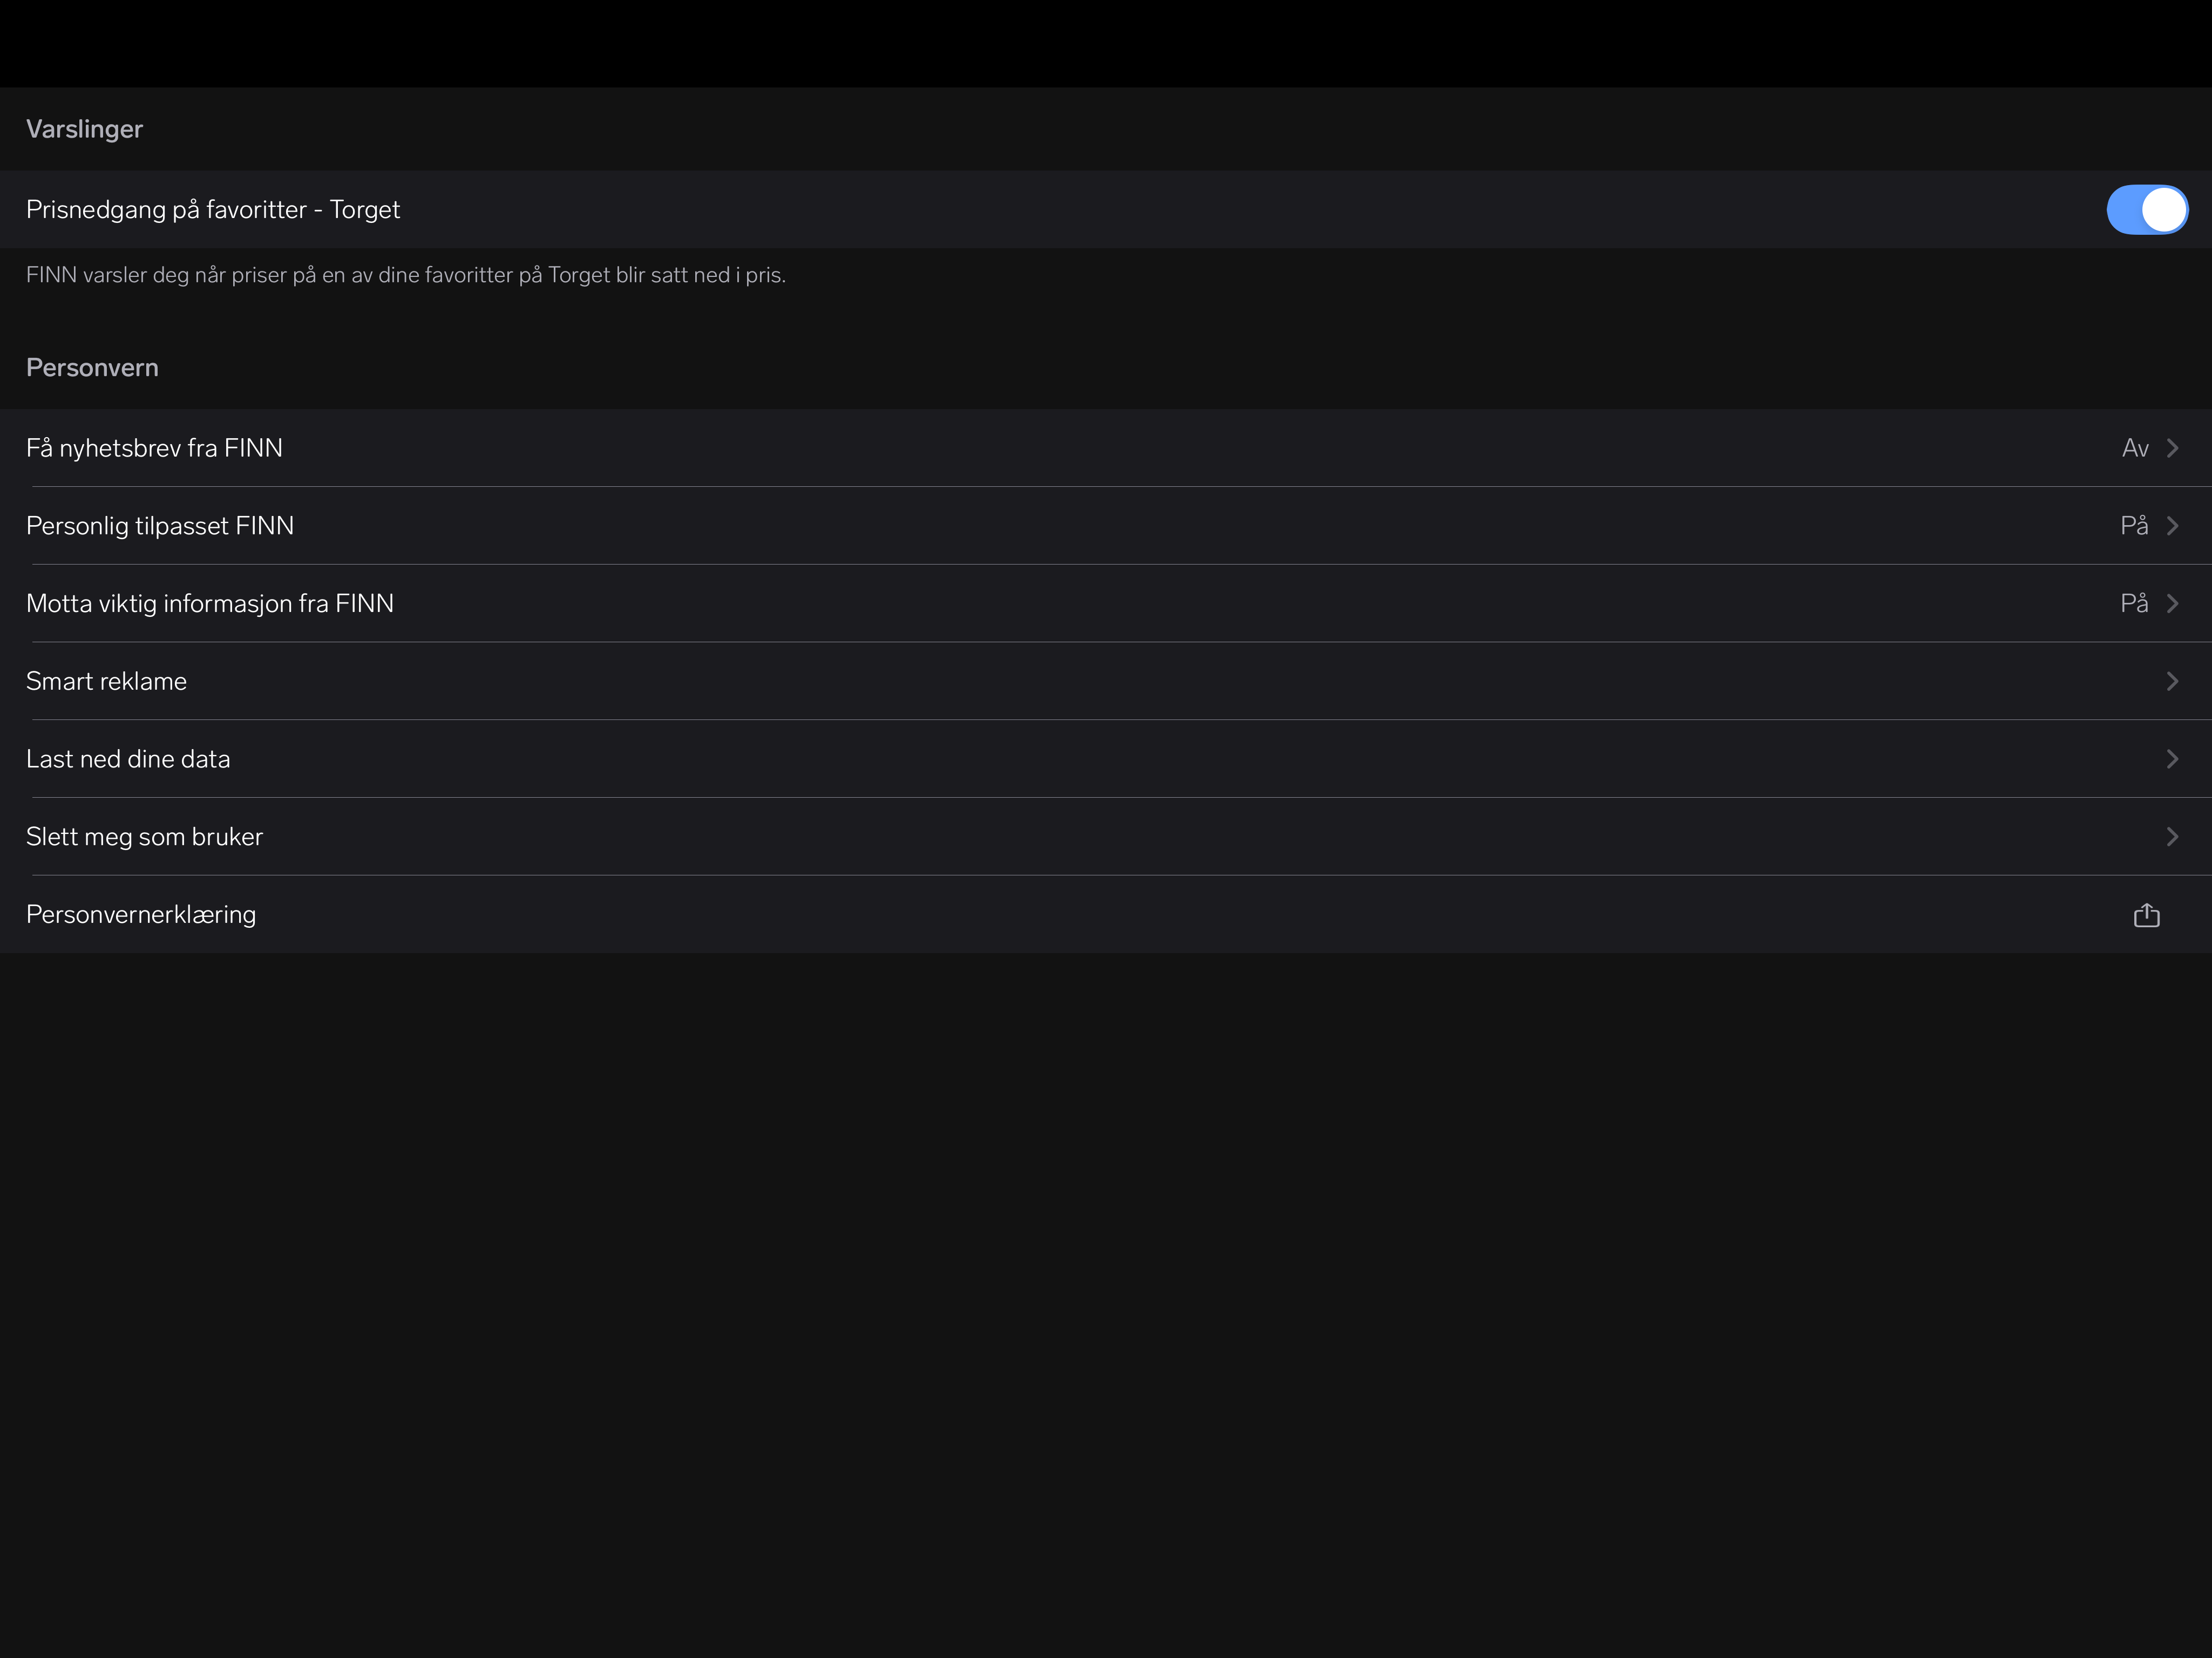 Varslinger
Prisnedgang på favoritter - Torget
FINN varsler deg når priser på en av dine favoritter på Torget blir satt ned i pris.
Personvern
Få nyhetsbrev fra FINN Av
Personlig tilpasset FINN På
Motta viktig informasjon fra FINN På
Smart reklame
Last ned dine data
Slett meg som bruker
Personvernerklæring